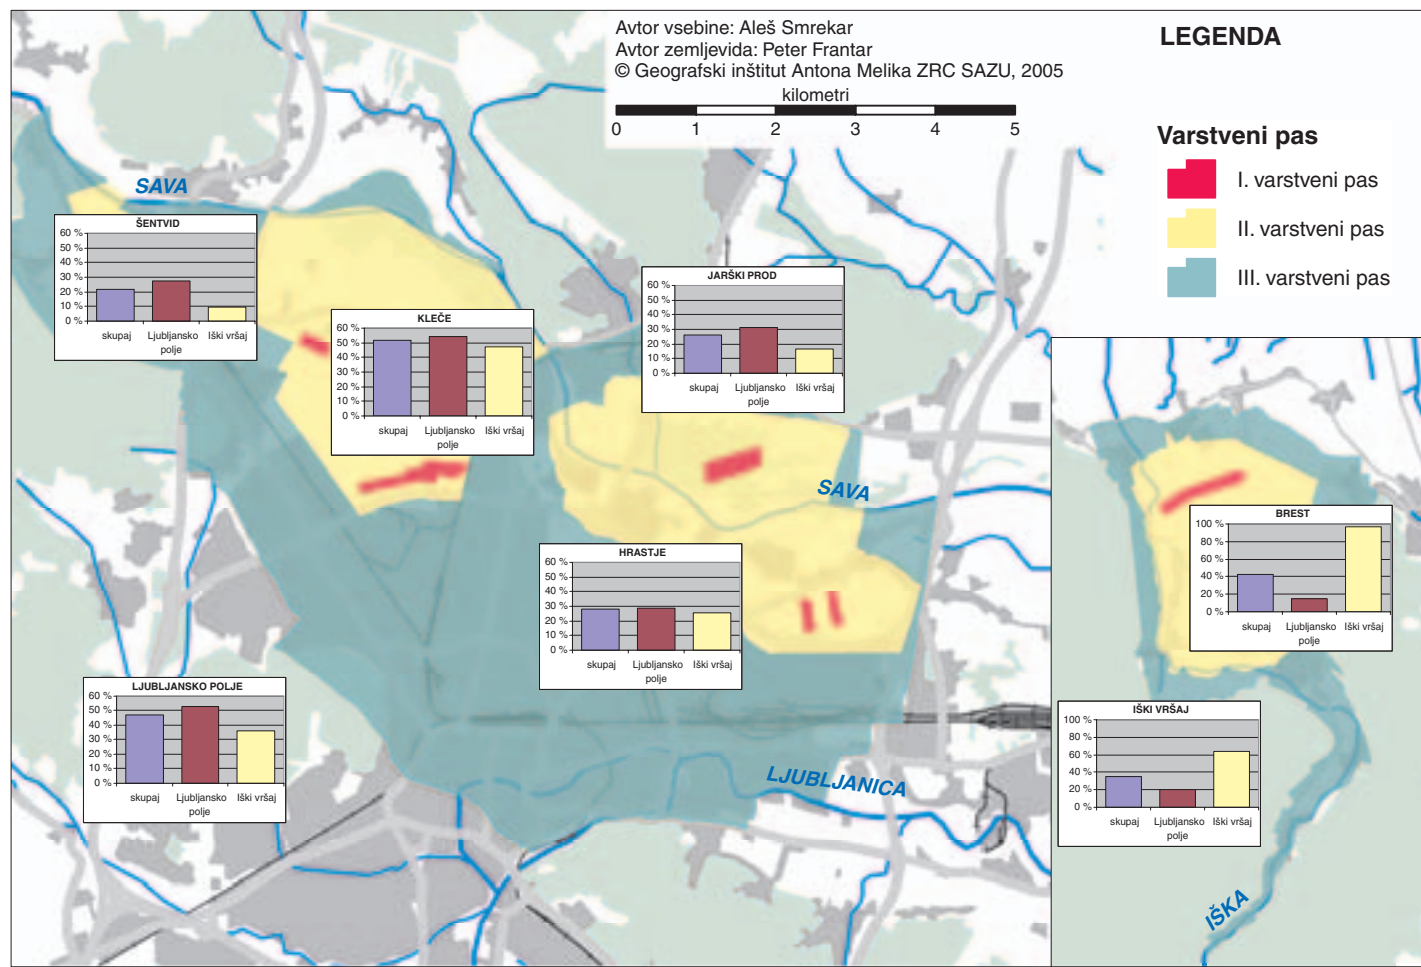 Avtor vsebine: Aleš Smrekar
Avtor zemljevida: Peter Frantar
© Geografski inštitut Antona Melika ZRC SAZU, 2005
kilometri
0 1 2 3 4 5
LEGENDA
Varstveni pas
I. varstveni pas
II. varstveni pas
III. varstveni pas
SAVA
ŠENTVID
60 %
50 %
40 %
30 %
20 %
10 %
0 %
skupaj Ljubljansko polje Iški vršaj
KLEČE
60 %
50 %
40 %
30 %
20 %
10 %
0 %
skupaj Ljubljansko polje Iški vršaj
JARŠKI PROD
60 %
50 %
40 %
30 %
20 %
10 %
0 %
skupaj Ljubljansko polje Iški vršaj
SAVA
HRASTJE
60 %
50 %
40 %
30 %
20 %
10 %
0 %
skupaj Ljubljansko polje Iški vršaj
BREST
100 %
80 %
60 %
40 %
20 %
0 %
skupaj Ljubljansko polje Iški vršaj
LJUBLJANSKO POLJE
60 %
50 %
40 %
30 %
20 %
10 %
0 %
skupaj Ljubljansko polje Iški vršaj
IŠKI VRŠAJ
100 %
80 %
60 %
40 %
20 %
0 %
skupaj Ljubljansko polje Iški vršaj
LJUBLJANICA
IŠKA